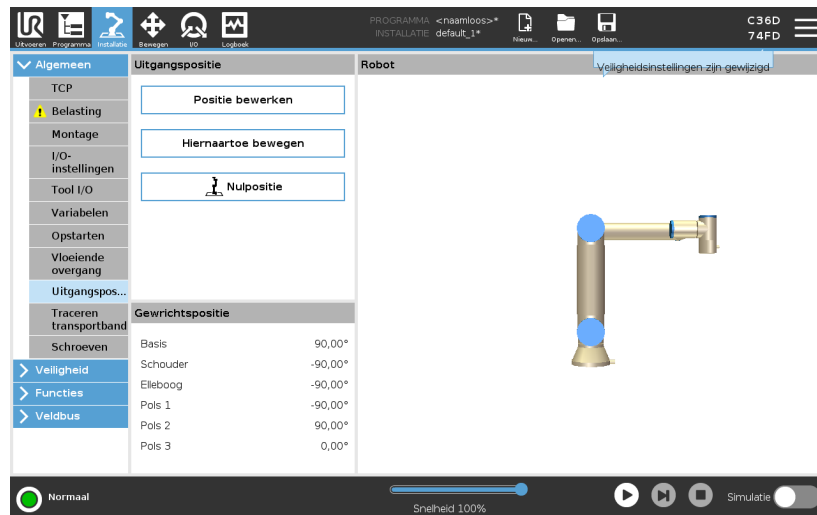 UR
PROGRAMMA <naamloos>*
INSTALLATIE default_1*
C36D
74FD
Uitvoeren Programma Installatie Bewegen I/O Logboek
Nieuw... Openen... Opslaan...
Veiligheidsinstellingen zijn gewijzigd
Algemeen
TCP
Belasting
Montage
I/O-
instellingen
Tool I/O
Variabelen
Opstarten
Vloeiende
overgang
Uitgangspos...
Traceren
transportband
Schroeven
Veiligheid
Functies
Veldbus
Uitgangspositie
Positie bewerken
Hiernaartoe bewegen
Nulpositie
Gewrichtspositie
Basis 90,00°
Schouder -90,00°
Elleboog -90,00°
Pols 1 -90,00°
Pols 2 90,00°
Pols 3 0,00°
Robot
Normaal
Snelheid 100%
Simulatie